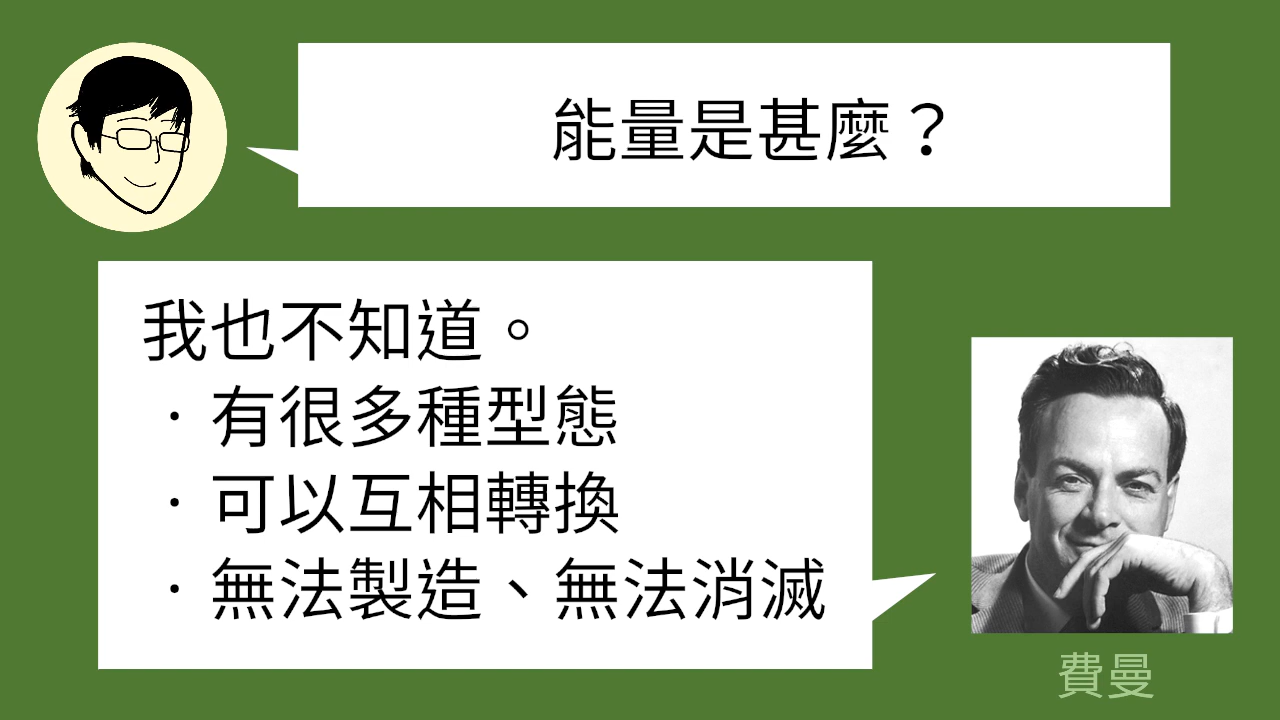 能量是甚麼？
我也不知道。
·有很多種型態
·可以互相轉換
·無法製造、無法消滅
費曼